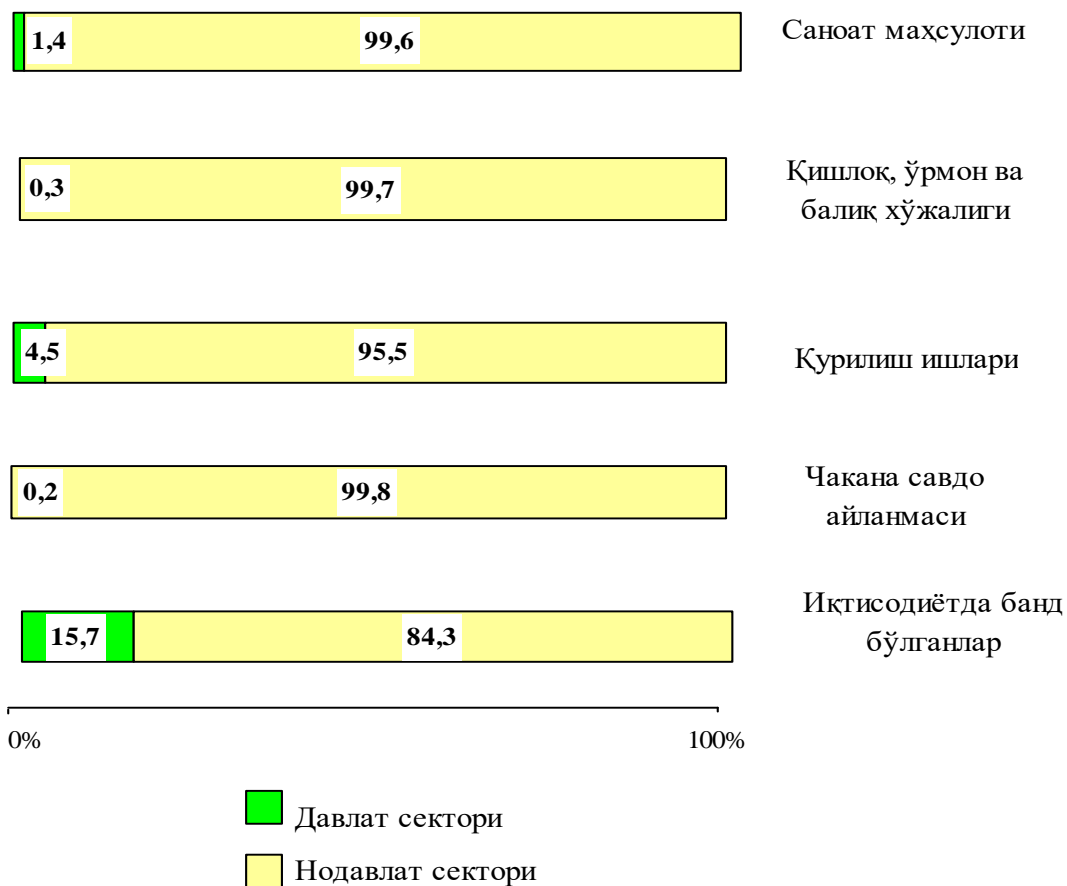 1,4 99,6 Саноат маҳсулоти
0,3 99,7 Қишлоқ, ўрмон ва
балиқ хўжалиги
4,5 95,5 Қурилиш ишлари
0,2 99,8 Чакана савдо
айланмаси
15,7 84,3 Иқтисодиётда банд
бўлганлар
0% 100%
Давлат сектори
Нодавлат сектори